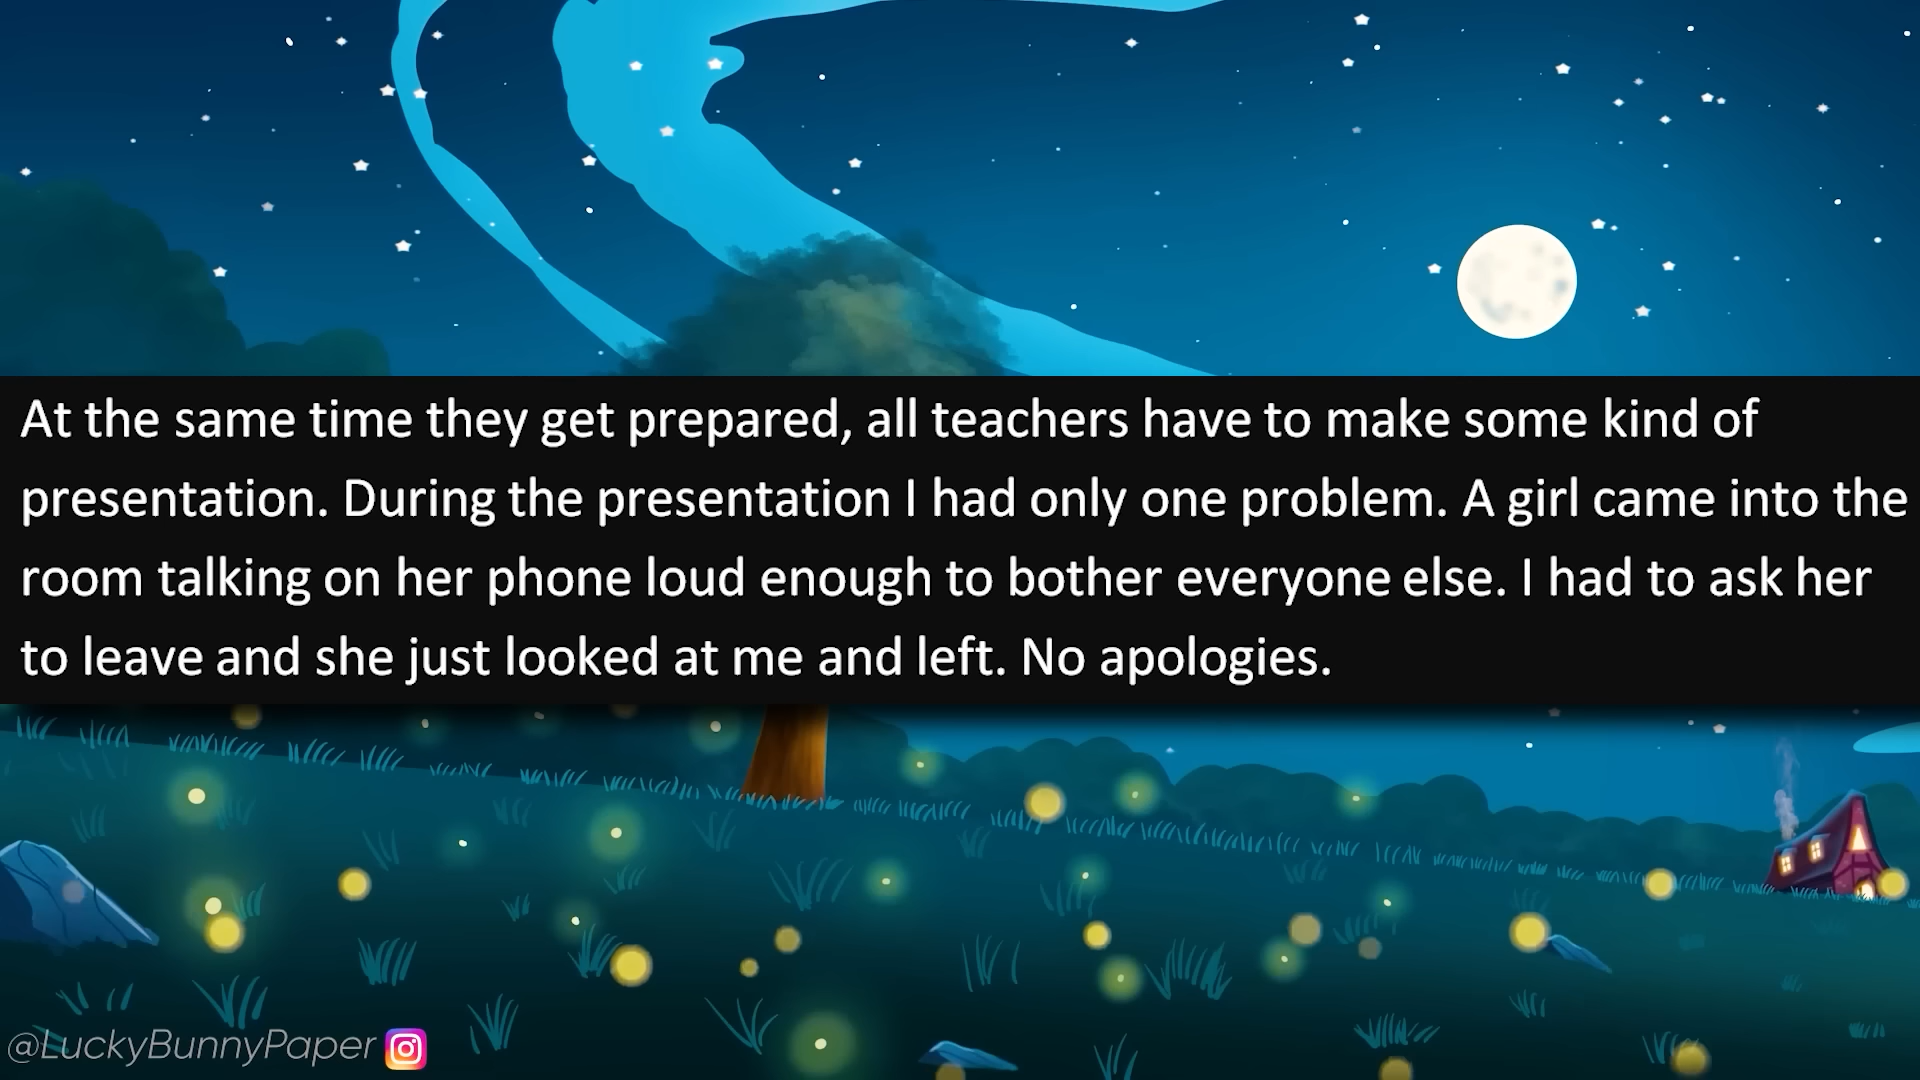 At the same time they get prepared, all teachers have to make some kind of
presentation. During the presentation I had only one problem. A girl came into the
room talking on her phone loud enough to bother everyone else. I had to ask her
to leave and she just looked at me and left. No apologies.
@LuckyBunnyPaper